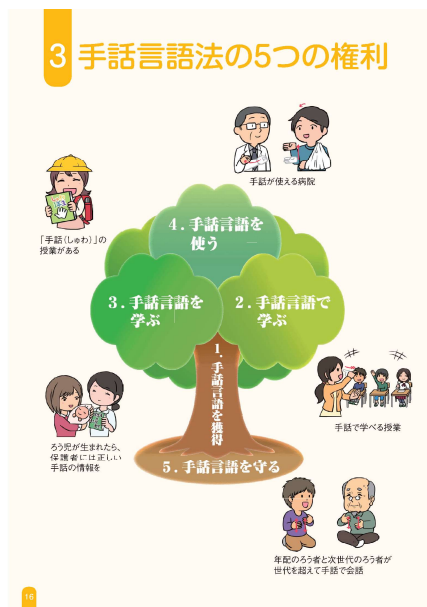 3 手話言語法の5つの権利
手話が使える病院
「手話(しゅわ)」の
授業がある
4.手話言語を
使う
3.手話言語を
学ぶ
2.手話言語で
学ぶ
1.手話言語を獲得
手話で学べる授業
ろう児が生まれたら、
保護者には正しい
手話の情報を
5.手話言語を守る
年配のろう者と次世代のろう者が
世代を超えて手話で会話
16